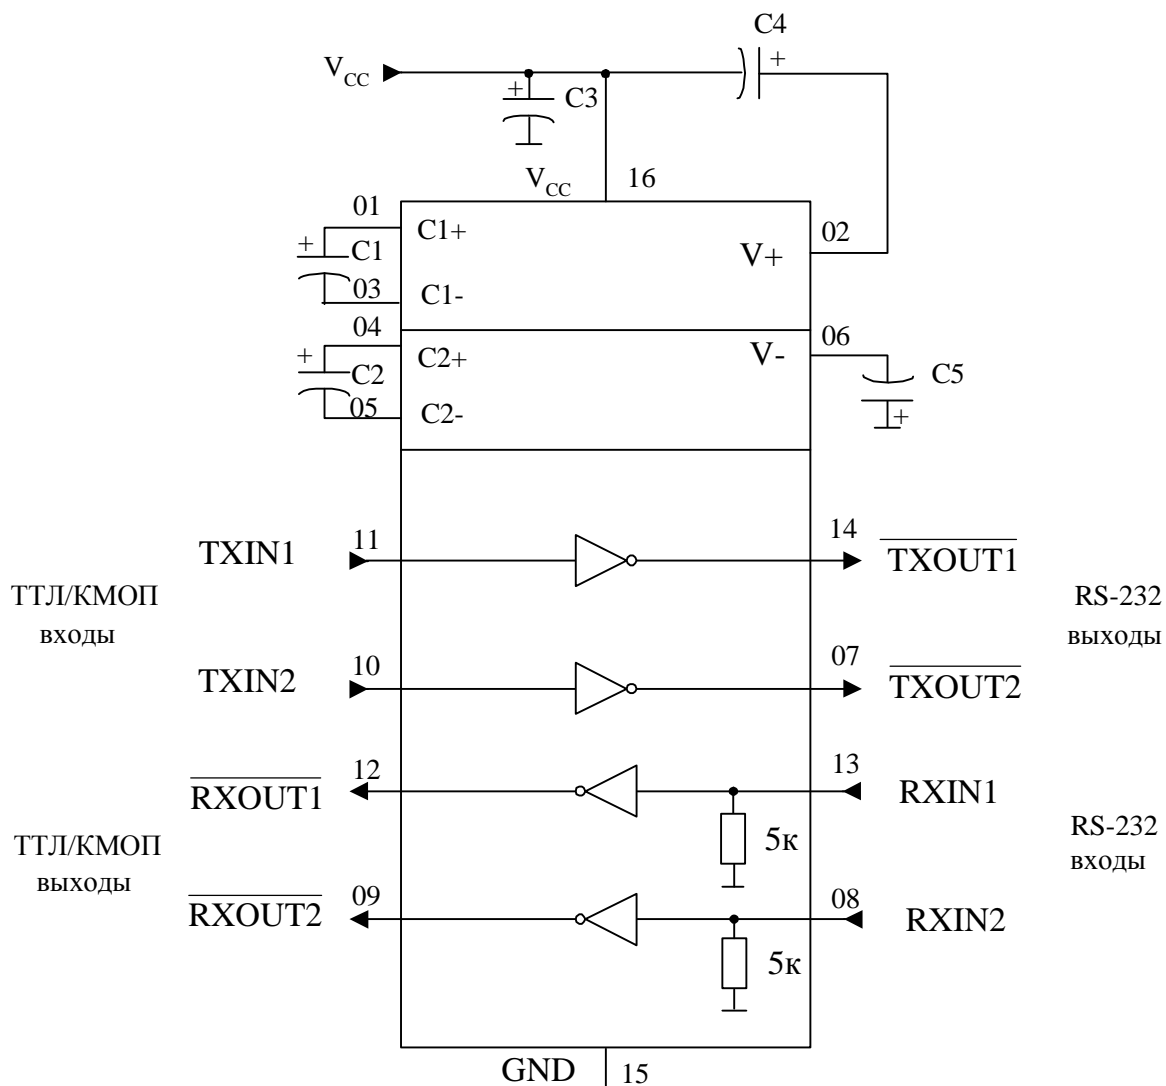 C4
+
V_CC
+
C3
V_CC
16
01
C1+
02
+
C1
V+
03
C1-
04
06
+
C2+
V-
C2
C5
05
C2-
+
TXIN1
11
14
TXOUT1
ТТЛ/КМОП
входы
RS-232
выходы
TXIN2
10
07
TXOUT2
RXOUT1
12
13
RXIN1
5к
ТТЛ/КМОП
выходы
RS-232
входы
RXOUT2
09
08
RXIN2
5к
GND
15